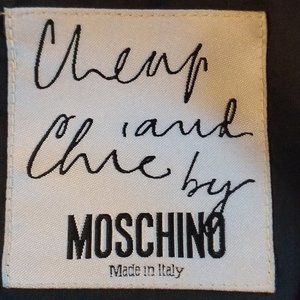 Cheap
and
Chic by
MOSCHINO
Made in Italy